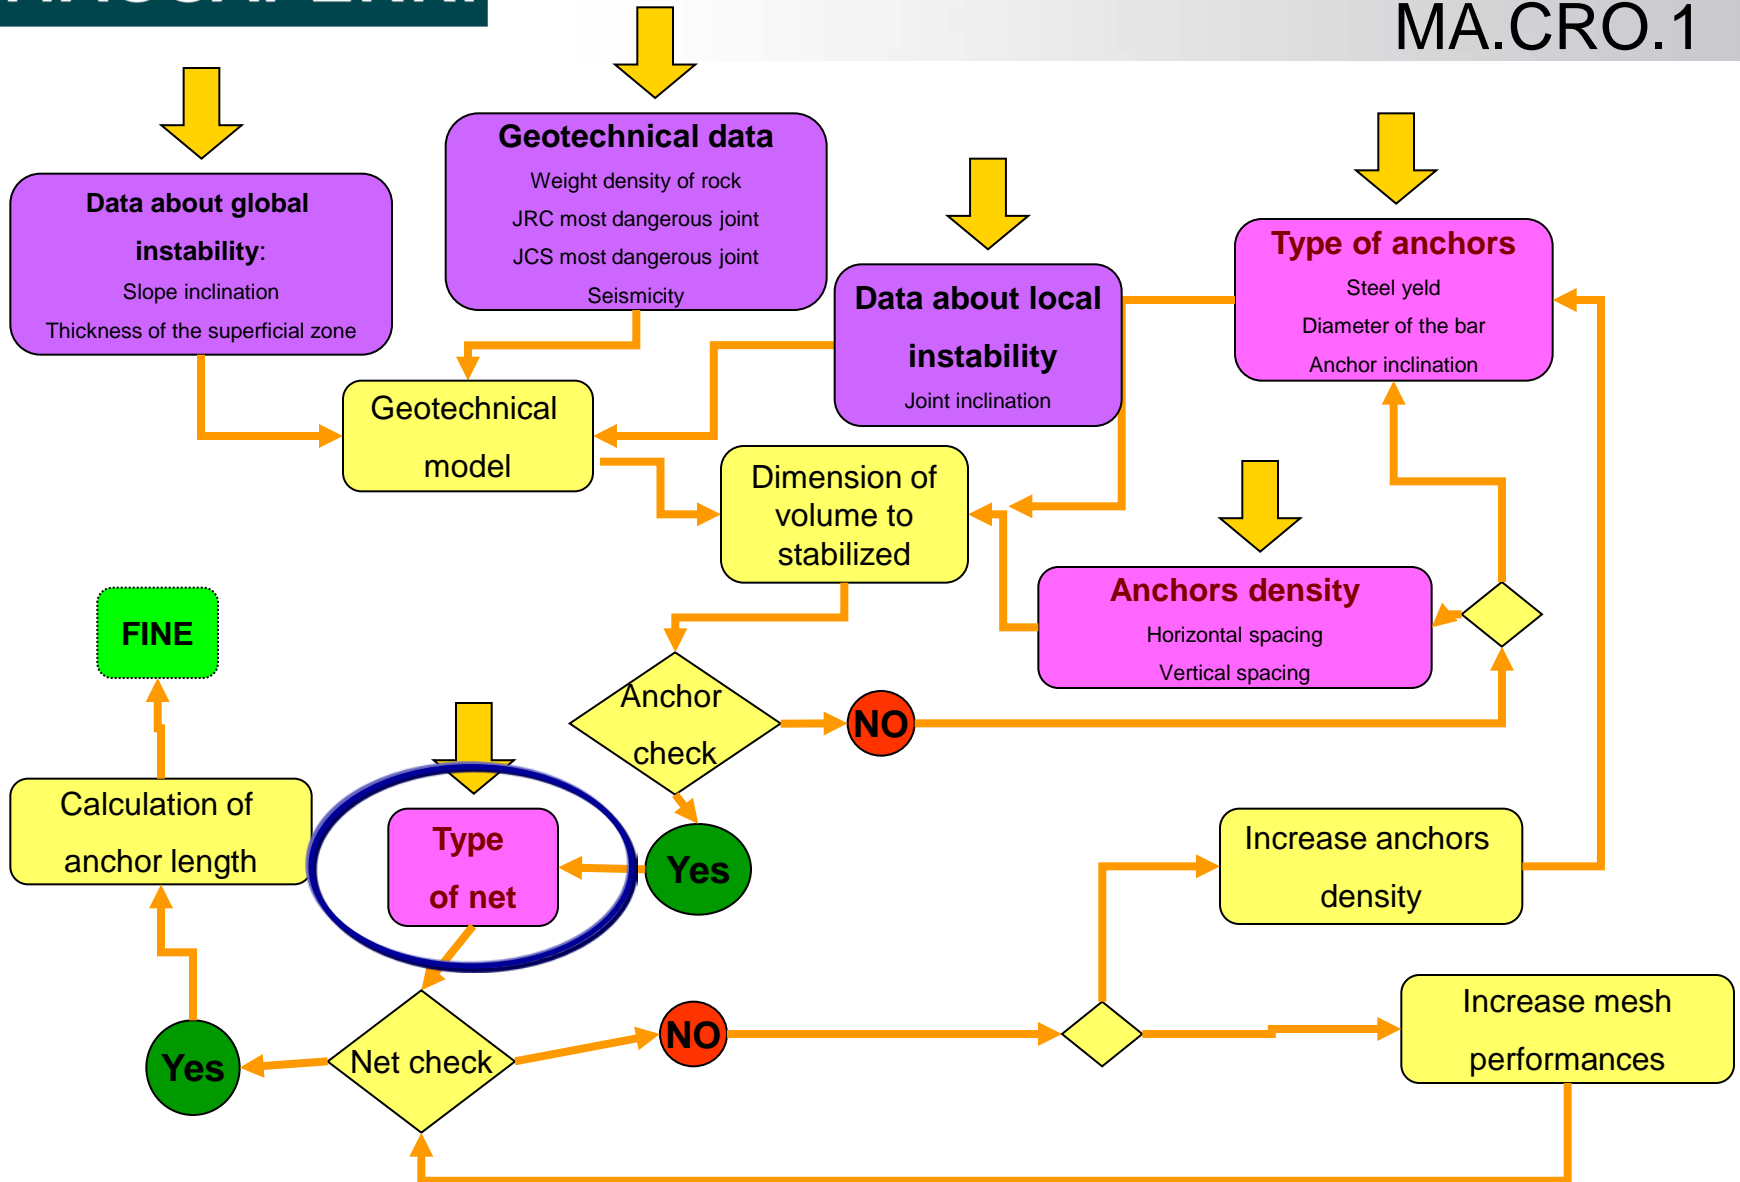 MA.CRO.1
Geotechnical data
Weight density of rock
JRC most dangerous joint
JCS most dangerous joint
Seismicity
Data about global
instability:
Slope inclination
Thickness of the superficial zone
Data about local
instability
Joint inclination
Type of anchors
Steel yeld
Diameter of the bar
Anchor inclination
Geotechnical
model
Dimension of
volume to
stabilized
Anchors density
Horizontal spacing
Vertical spacing
FINE
Anchor
check
NO
Calculation of
anchor length
Type
of net
Yes
Increase anchors
density
Yes
Net check
NO
Increase mesh
performances